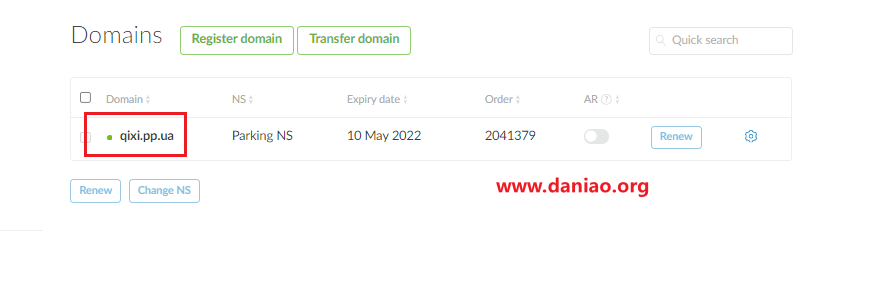 Domains Register domain Transfer domain Quick search
Domain NS Expiry date Order AR ?
qixi.pp.ua Parking NS 10 May 2022 2041379 Renew
Renew Change NS www.daniao.org